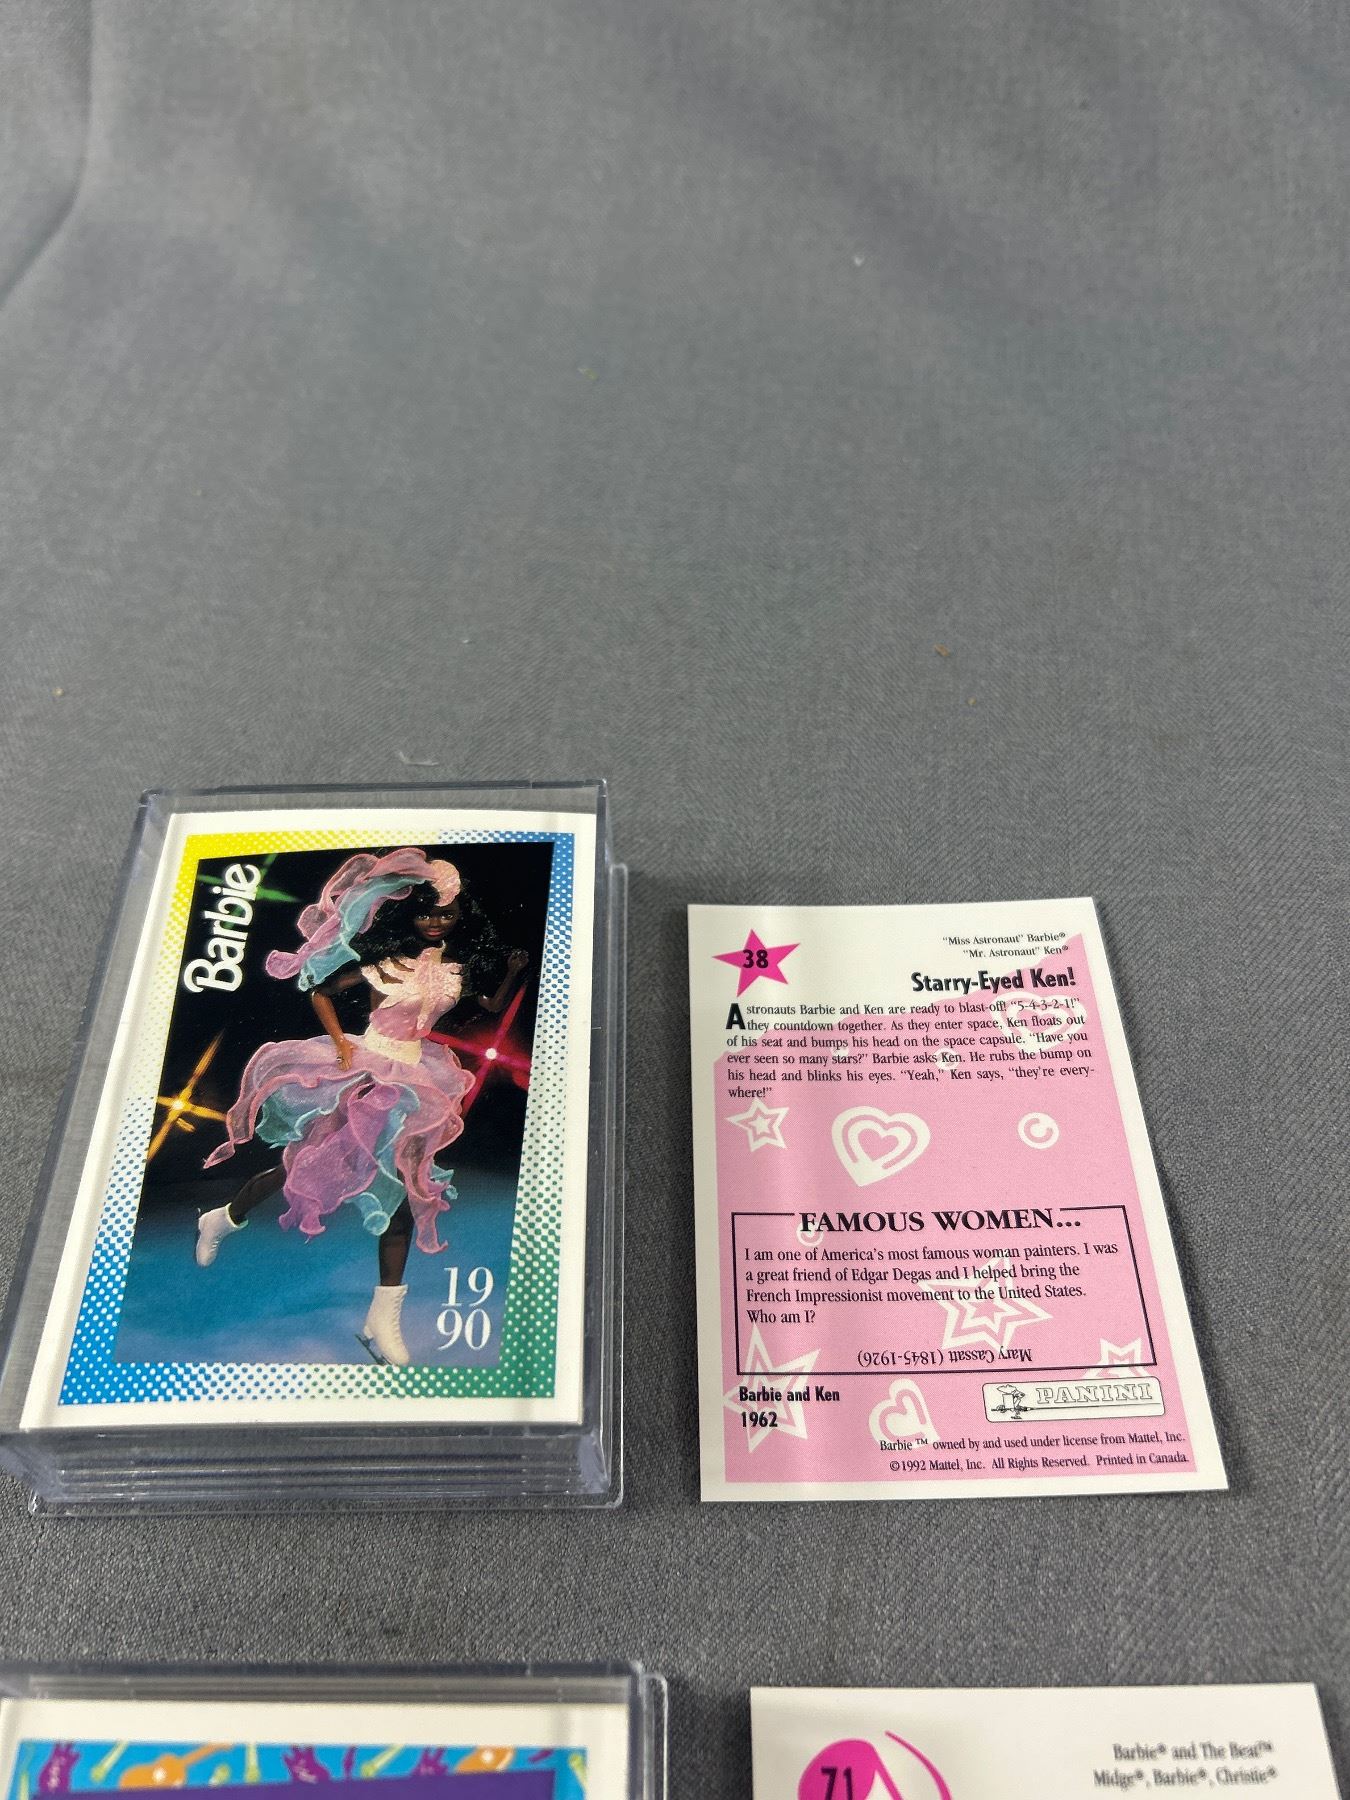 Barbie
19
90
38
"Miss Astronaut" Barbie®
"Mr. Astronaut" Ken®
Starry-Eyed Ken!
Astronauts Barbie and Ken are ready to blast-off! "5-4-3-2-1!"
they countdown together. As they enter space, Ken floats out
of his seat and bumps his head on the space capsule. "Have you
ever seen so many stars?" Barbie asks Ken. He rubs the bump on
his head and blinks his eyes. "Yeah," Ken says, "they're every-
where!"
FAMOUS WOMEN...
I am one of America's most famous woman painters. I was
a great friend of Edgar Degas and I helped bring the
French Impressionist movement to the United States.
Who am I?
Mary Cassatt (1845-1926)
Barbie and Ken
1962
PANINI
Barbie ™ owned by and used under license from Mattel, Inc.
©1992 Mattel, Inc. All Rights Reserved. Printed in Canada.
71
Barbie® and The Beat™
Midge®, Barbie®, Christie®